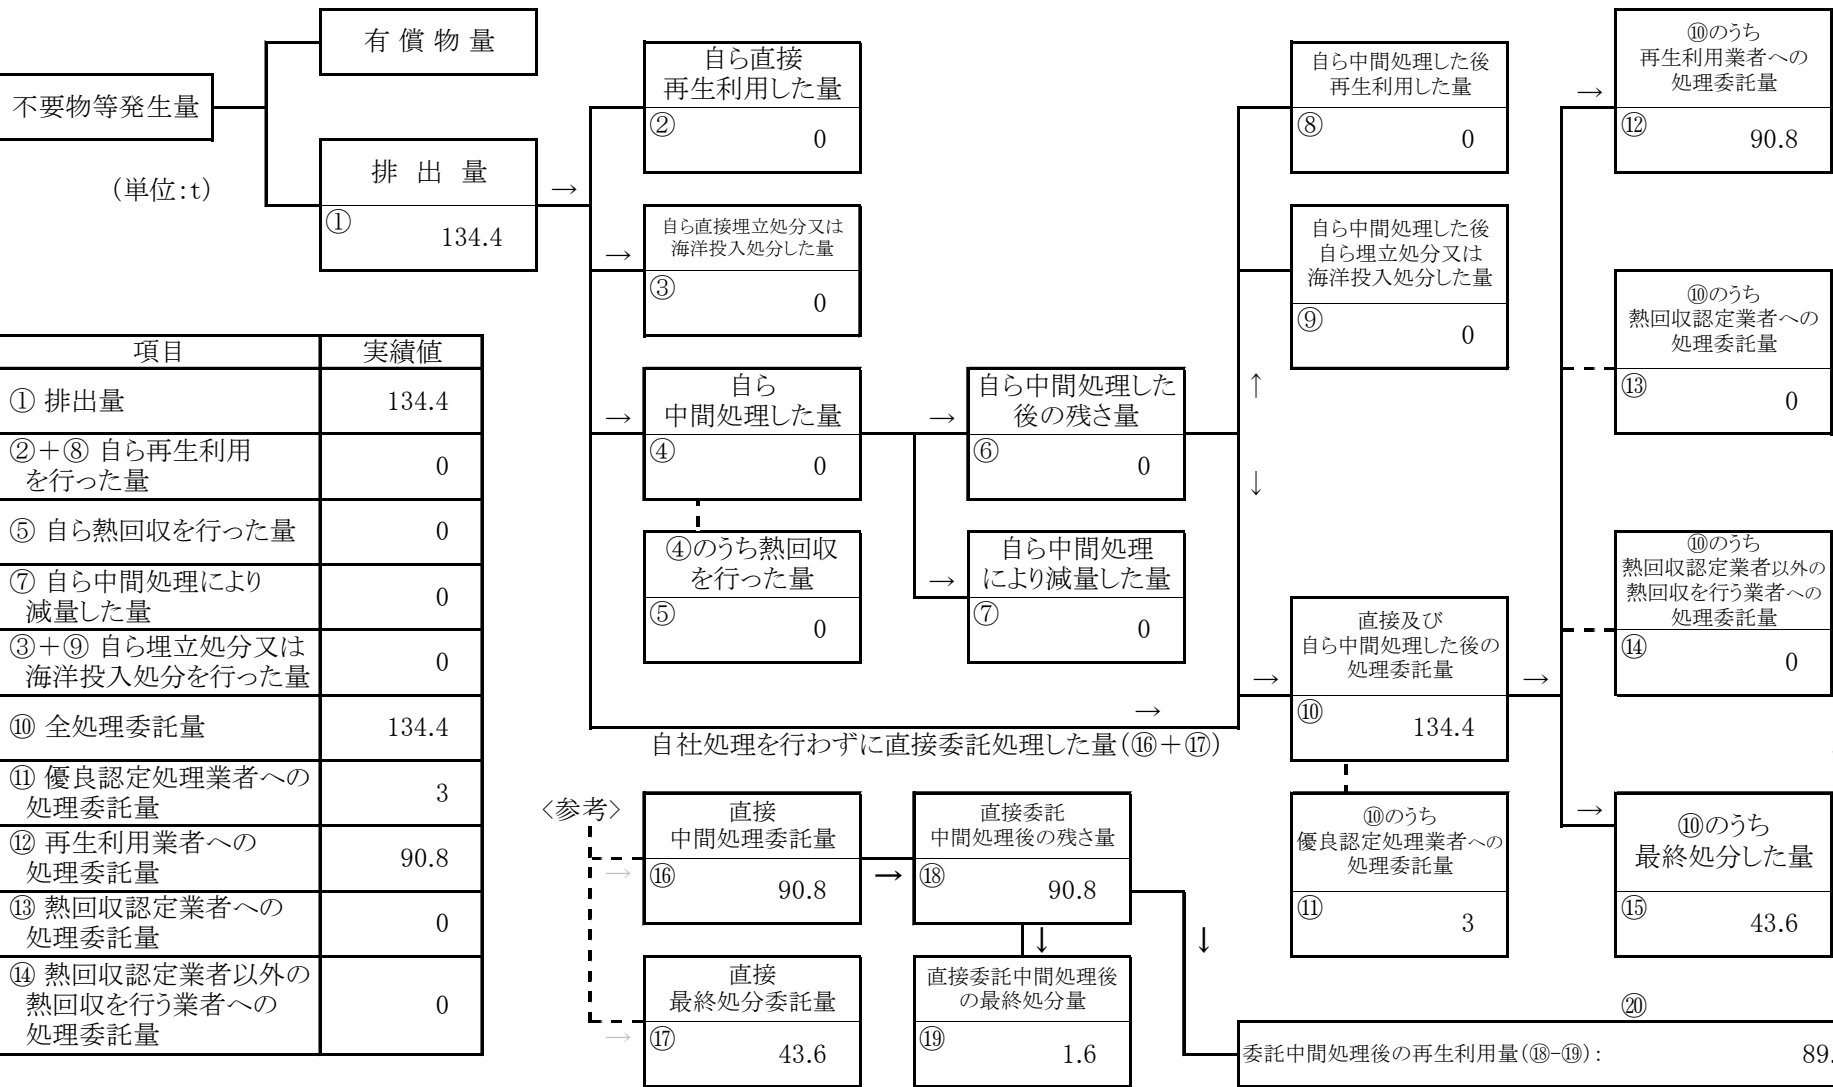 有 償 物 量
不要物等発生量
(単位:t)
排 出 量
→
①
134.4
項目 実績値
① 排出量 134.4
②+⑧ 自ら再生利用
を行った量
0
⑤ 自ら熱回収を行った量 0
⑦ 自ら中間処理により
減量した量
0
③+⑨ 自ら埋立処分又は
海洋投入処分を行った量
0
⑩ 全処理委託量 134.4
⑪ 優良認定処理業者への
処理委託量
3
⑫ 再生利用業者への
処理委託量
90.8
⑬ 熱回収認定業者への
処理委託量
0
⑭ 熱回収認定業者以外の
熱回収を行う業者への
処理委託量
0
自ら直接
再生利用した量
②
0
→
自ら直接埋立処分又は
海洋投入処分した量
③
0
→
自ら
中間処理した量
④
0
④のうち熱回収
を行った量
⑤
0
→
自ら中間処理した
後の残さ量
⑥
0
→
自ら中間処理
により減量した量
⑦
0
→
自社処理を行わずに直接委託処理した量(⑯+⑰)
↑
↓
自ら中間処理した後
再生利用した量
⑧
0
自ら中間処理した後
自ら埋立処分又は
海洋投入処分した量
⑨
0
→
直接及び
自ら中間処理した後の
処理委託量
⑩
134.4
⑩のうち
優良認定処理業者への
処理委託量
⑪
3
→
→
⑩のうち
再生利用業者への
処理委託量
⑫
90.8
⑩のうち
熱回収認定業者への
処理委託量
⑬
0
⑩のうち
熱回収認定業者以外の
熱回収を行う業者への
処理委託量
⑭
0
→
⑩のうち
最終処分した量
⑮
43.6
〈参考〉
→
直接
中間処理委託量
⑯
90.8
→
直接委託
中間処理後の残さ量
⑱
90.8
↓
↓
→
直接
最終処分委託量
⑰
43.6
直接委託中間処理後
の最終処分量
⑲
1.6
⑳
委託中間処理後の再生利用量(⑱-⑲): 89.